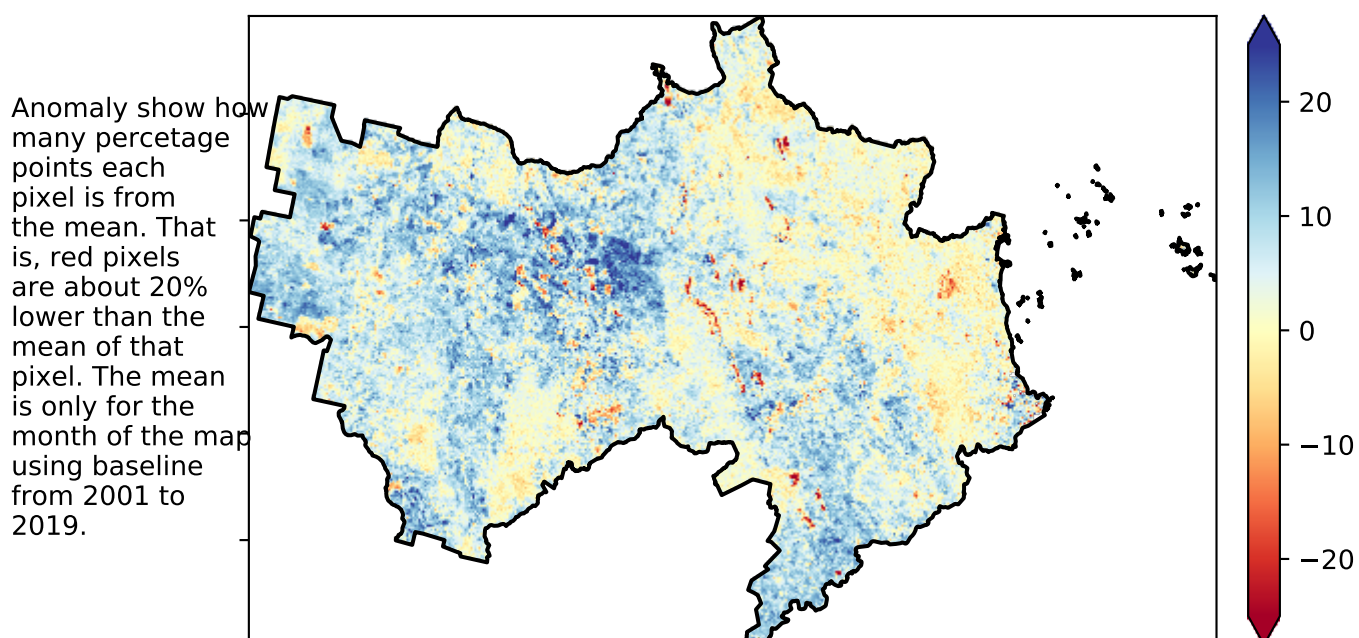 Anomaly show how
many percetage
points each
pixel is from
the mean. That
is, red pixels
are about 20%
lower than the
mean of that
pixel. The mean
is only for the
month of the map
using baseline
from 2001 to
2019.
20
10
0
−10
−20